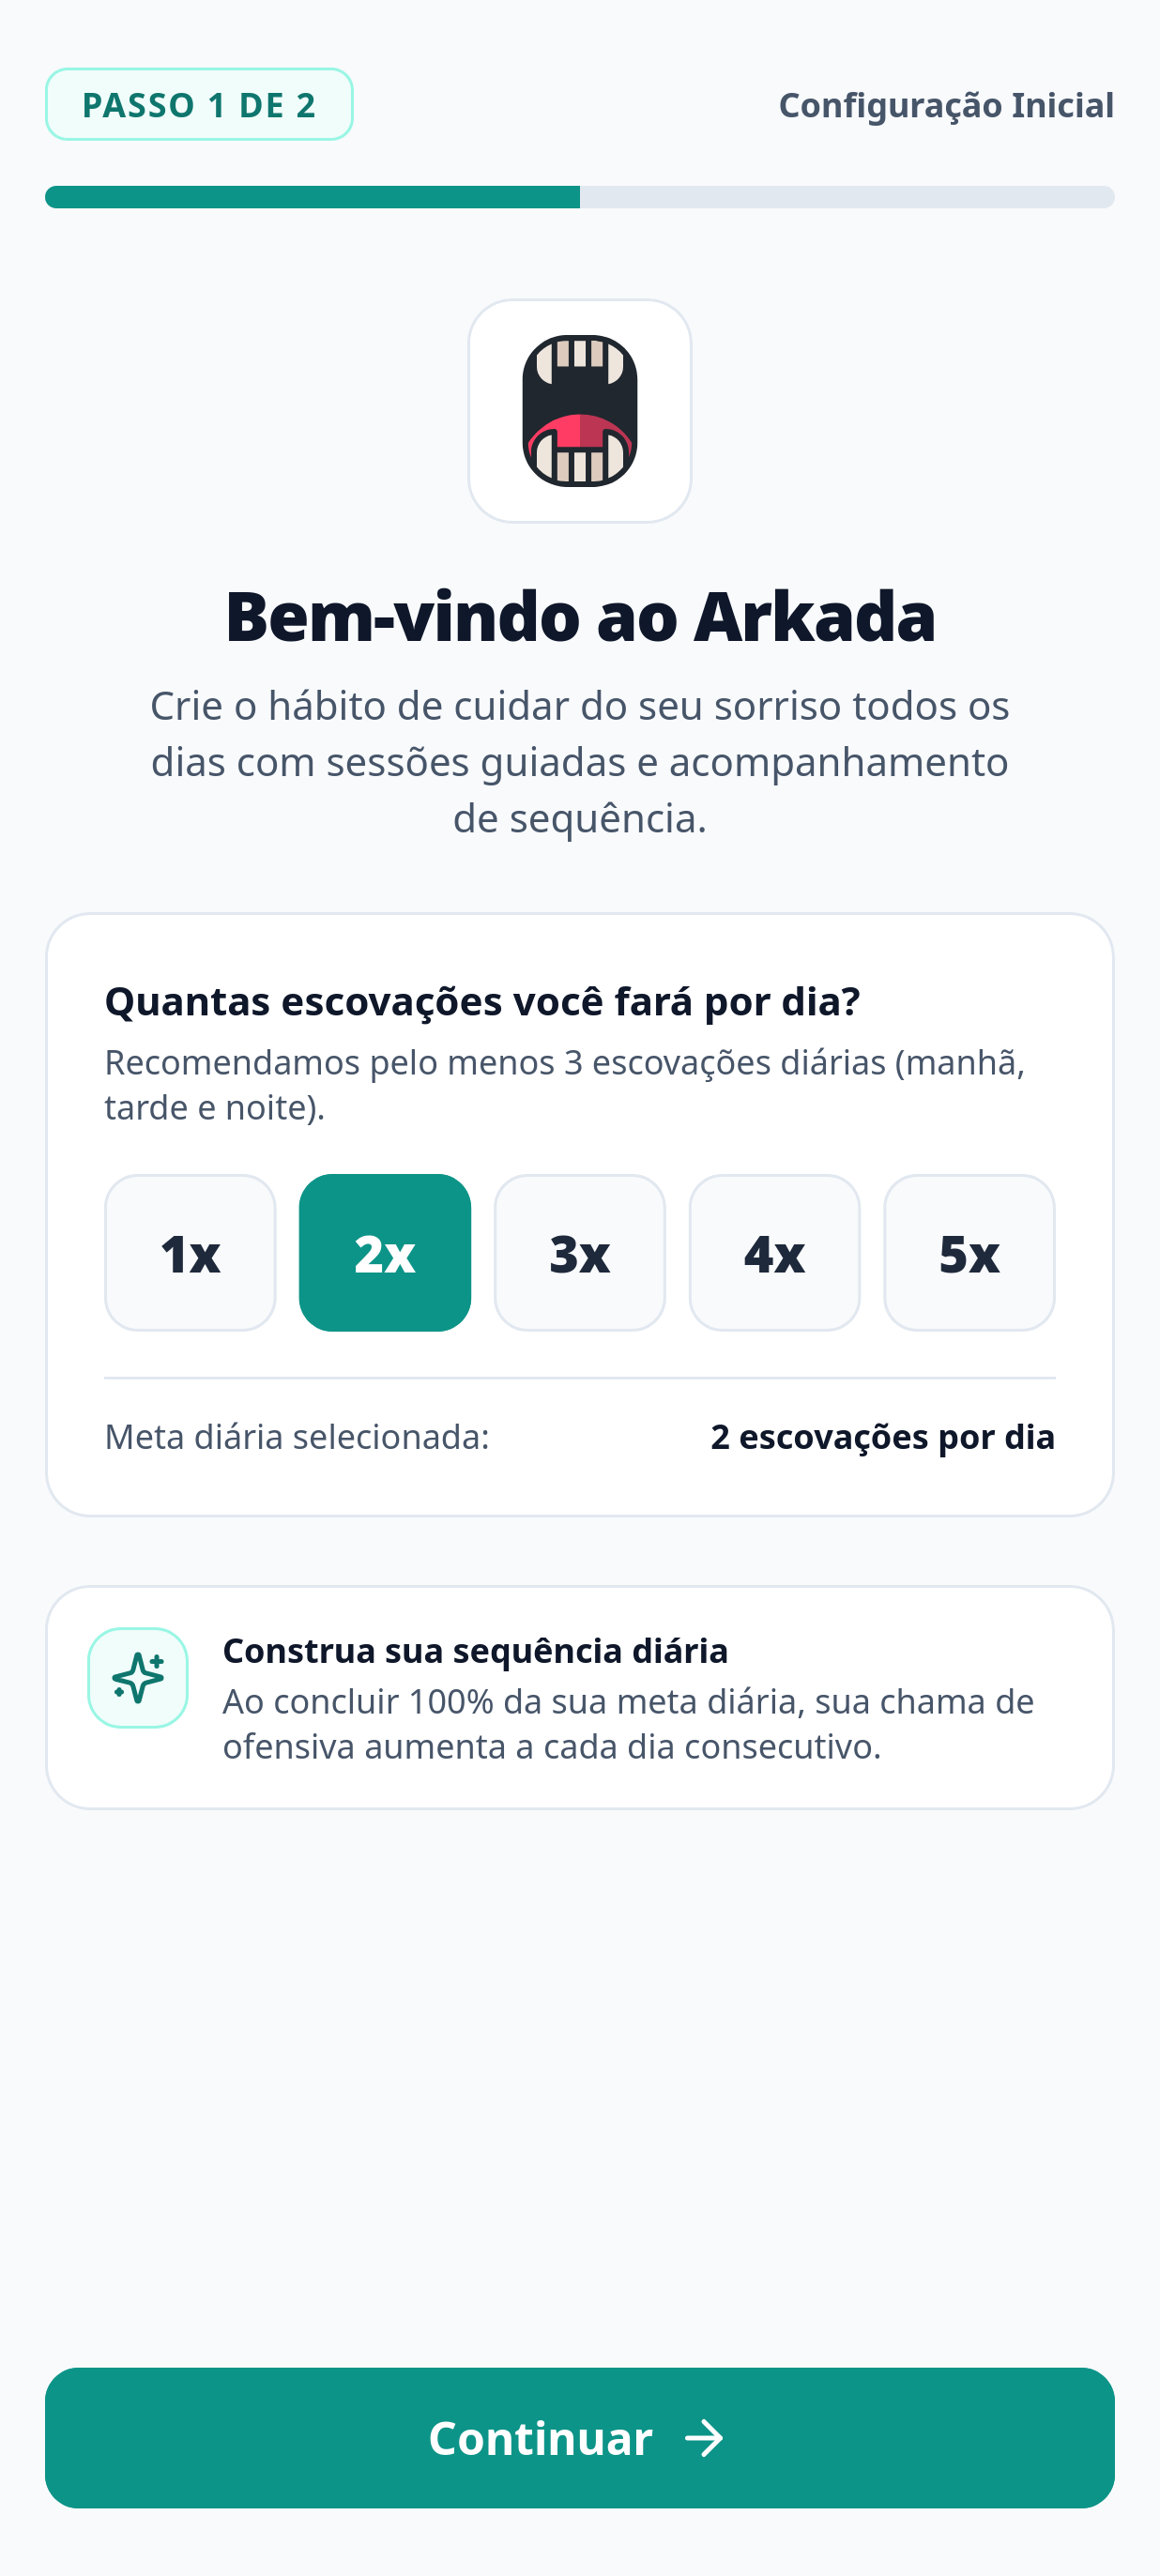 PASSO 1 DE 2
Configuração Inicial
Bem-vindo ao Arkada
Crie o hábito de cuidar do seu sorriso todos os
dias com sessões guiadas e acompanhamento
de sequência.
Quantas escovações você fará por dia?
Recomendamos pelo menos 3 escovações diárias (manhã,
tarde e noite).
1x
2x
3x
4x
5x
Meta diária selecionada:
2 escovações por dia
Construa sua sequência diária
Ao concluir 100% da sua meta diária, sua chama de
ofensiva aumenta a cada dia consecutivo.
Continuar